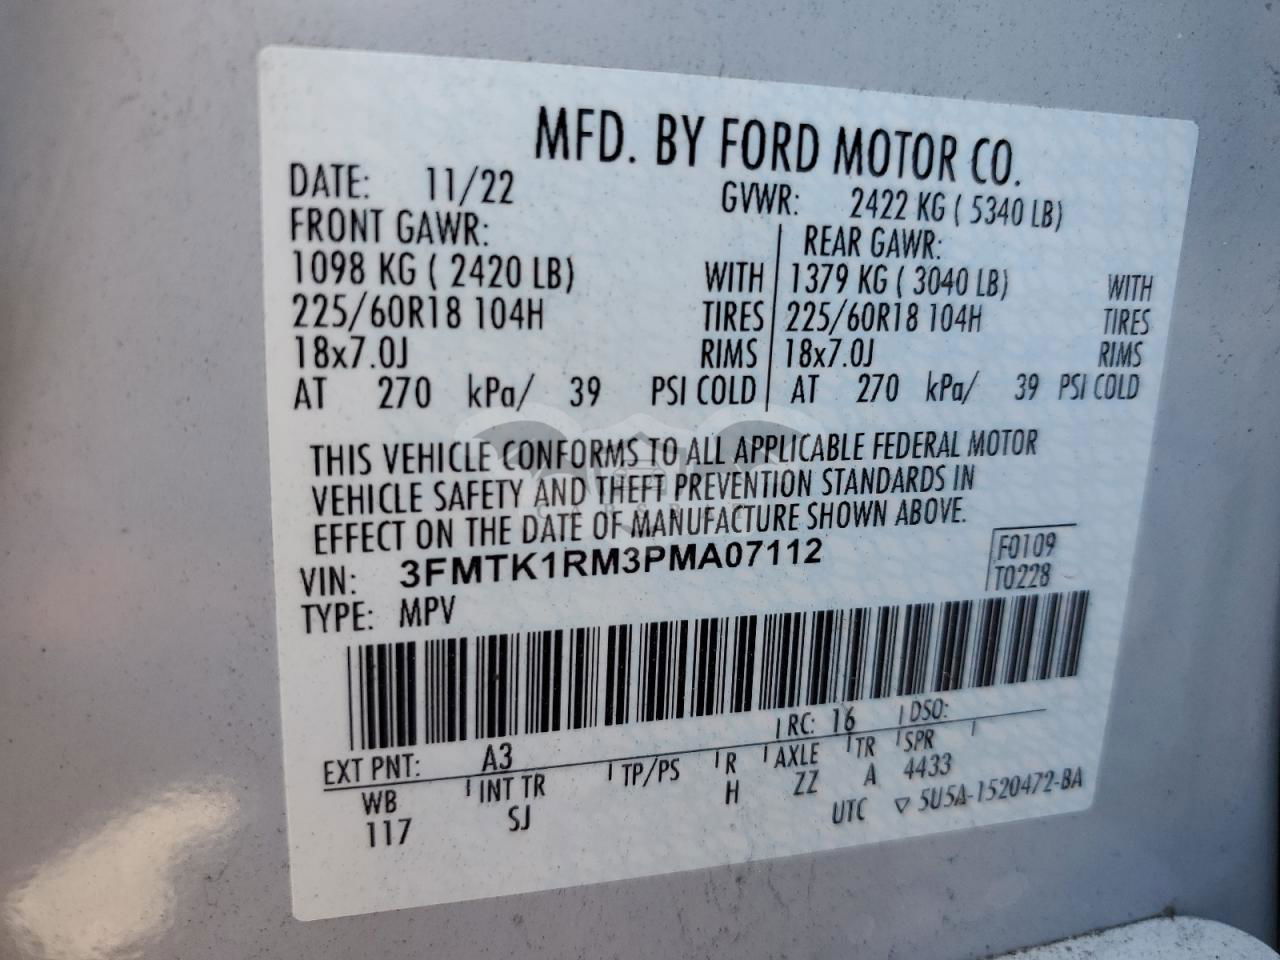 MFD. BY FORD MOTOR CO.
DATE: 11/22 GVWR: 2422 KG ( 5340 LB)
FRONT GAWR: REAR GAWR:
1098 KG ( 2420 LB) WITH 1379 KG ( 3040 LB) WITH
225/60R18 104H TIRES 225/60R18 104H TIRES
18x7.0J RIMS 18x7.0J RIMS
AT 270 kPa/ 39 PSI COLD AT 270 kPa/ 39 PSI COLD
THIS VEHICLE CONFORMS TO ALL APPLICABLE FEDERAL MOTOR
VEHICLE SAFETY AND THEFT PREVENTION STANDARDS IN
EFFECT ON THE DATE OF MANUFACTURE SHOWN ABOVE.
VIN: 3FMTK1RM3PMA07112 F0109
TYPE: MPV T0228
EXT PNT: A3 RC: 16 DSO:
WB INT TR TP/PS R AXLE TR SPR
117 SJ H ZZ A 4433
UTC ▽ 5U5A-1520472-BA